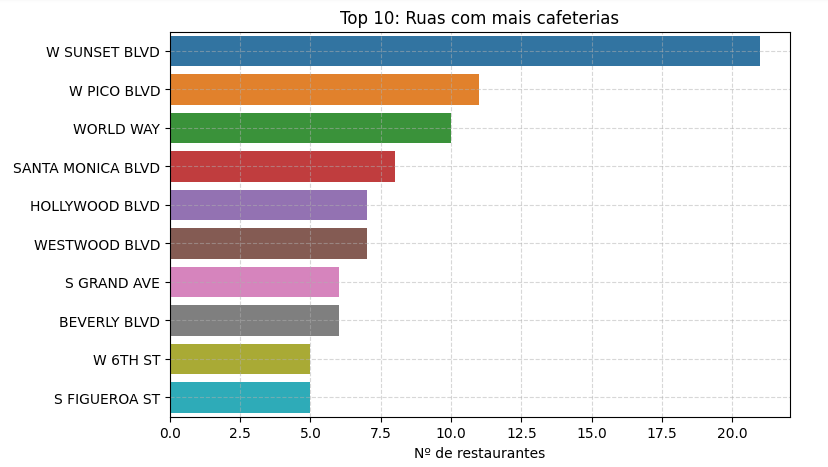 Top 10: Ruas com mais cafeterias
W SUNSET BLVD
W PICO BLVD
WORLD WAY
SANTA MONICA BLVD
HOLLYWOOD BLVD
WESTWOOD BLVD
S GRAND AVE
BEVERLY BLVD
W 6TH ST
S FIGUEROA ST
0.0 2.5 5.0 7.5 10.0 12.5 15.0 17.5 20.0
Nº de restaurantes